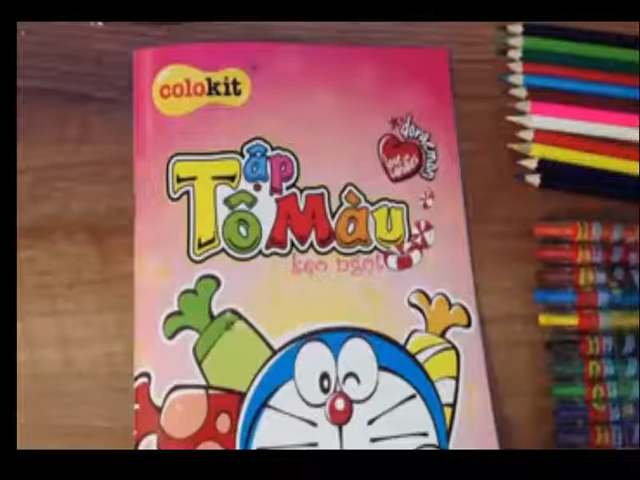 colokit
Tập
Tô Màu
kẹo ngọt